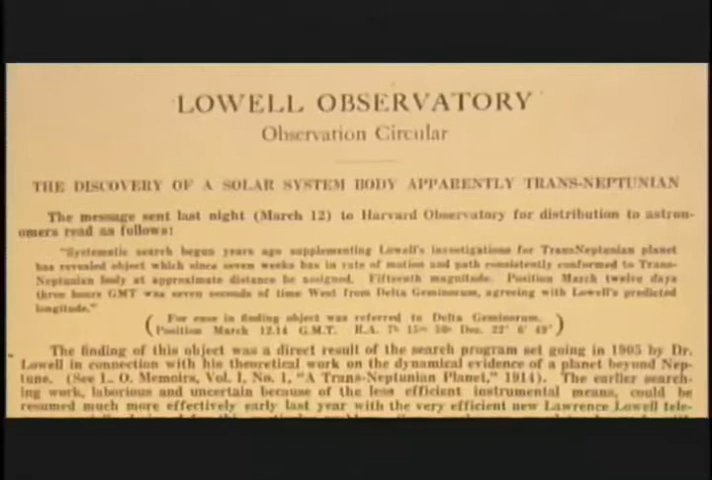 LOWELL OBSERVATORY
Observation Circular
THE DISCOVERY OF A SOLAR SYSTEM BODY APPARENTLY TRANS-NEPTUNIAN
The message sent last night (March 12) to Harvard Observatory for distribution to astron-
omers read as follows:
"Systematic search begun years ago supplementing Lowell's investigations for TransNeptunian planet
has revealed object which since seven weeks has in rate of motion and path consistently conformed to Trans-
Neptunian body at approximate distance he assigned. Fifteenth magnitude. Position March twelve days
three hours GMT was seven seconds of time West from Delta Geminorum, agreeing with Lowell's predicted
longitude."
(For ease in finding object was referred to Delta Geminorum.
Position March 12.14 G.M.T. R.A. 7h 15m 50s Dec. 22° 6' 49")
The finding of this object was a direct result of the search program set going in 1905 by Dr.
Lowell in connection with his theoretical work on the dynamical evidence of a planet beyond Nep-
tune. (See L. O. Memoirs, Vol. I, No. 1, "A Trans-Neptunian Planet," 1914). The earlier search-
ing work, laborious and uncertain because of the less efficient instrumental means, could be
resumed much more effectively early last year with the very efficient new Lawrence Lowell tele-